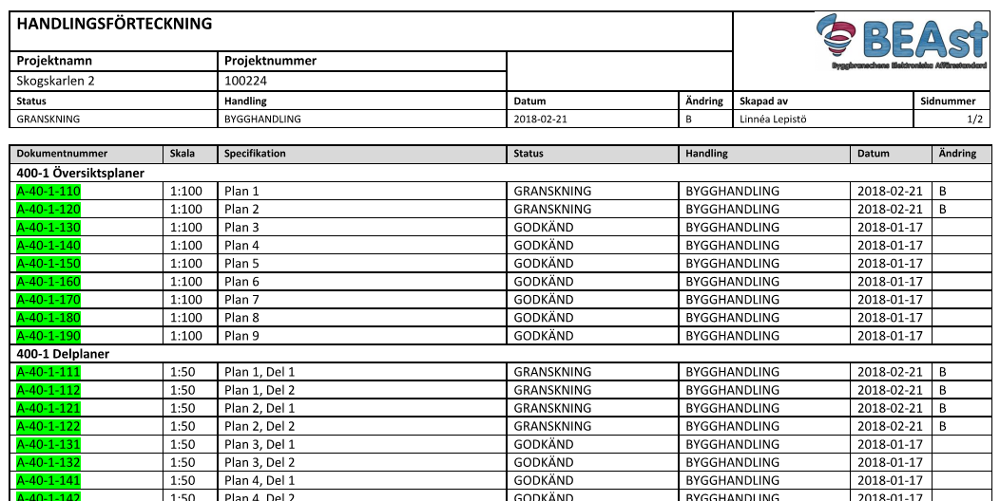 HANDLINGSFÖRTECKNING
BEAst
Byggbranschens Elektroniska Affärsstandard
Projektnamn Projektnummer
Skogskarlen 2 100224
Status Handling Datum Ändring Skapad av Sidnummer
GRANSKNING BYGGHANDLING 2018-02-21 B Linnéa Lepistö 1/2
Dokumentnummer Skala Specifikation Status Handling Datum Ändring
400-1 Översiktsplaner
A-40-1-110 1:100 Plan 1 GRANSKNING BYGGHANDLING 2018-02-21 B
A-40-1-120 1:100 Plan 2 GRANSKNING BYGGHANDLING 2018-02-21 B
A-40-1-130 1:100 Plan 3 GODKÄND BYGGHANDLING 2018-01-17
A-40-1-140 1:100 Plan 4 GODKÄND BYGGHANDLING 2018-01-17
A-40-1-150 1:100 Plan 5 GODKÄND BYGGHANDLING 2018-01-17
A-40-1-160 1:100 Plan 6 GODKÄND BYGGHANDLING 2018-01-17
A-40-1-170 1:100 Plan 7 GODKÄND BYGGHANDLING 2018-01-17
A-40-1-180 1:100 Plan 8 GODKÄND BYGGHANDLING 2018-01-17
A-40-1-190 1:100 Plan 9 GODKÄND BYGGHANDLING 2018-01-17
400-1 Delplaner
A-40-1-111 1:50 Plan 1, Del 1 GRANSKNING BYGGHANDLING 2018-02-21 B
A-40-1-112 1:50 Plan 1, Del 2 GRANSKNING BYGGHANDLING 2018-02-21 B
A-40-1-121 1:50 Plan 2, Del 1 GRANSKNING BYGGHANDLING 2018-02-21 B
A-40-1-122 1:50 Plan 2, Del 2 GRANSKNING BYGGHANDLING 2018-02-21 B
A-40-1-131 1:50 Plan 3, Del 1 GODKÄND BYGGHANDLING 2018-01-17
A-40-1-132 1:50 Plan 3, Del 2 GODKÄND BYGGHANDLING 2018-01-17
A-40-1-141 1:50 Plan 4, Del 1 GODKÄND BYGGHANDLING 2018-01-17
A-40-1-142 1:50 Plan 4, Del 2 GODKÄND BYGGHANDLING 2018-01-17